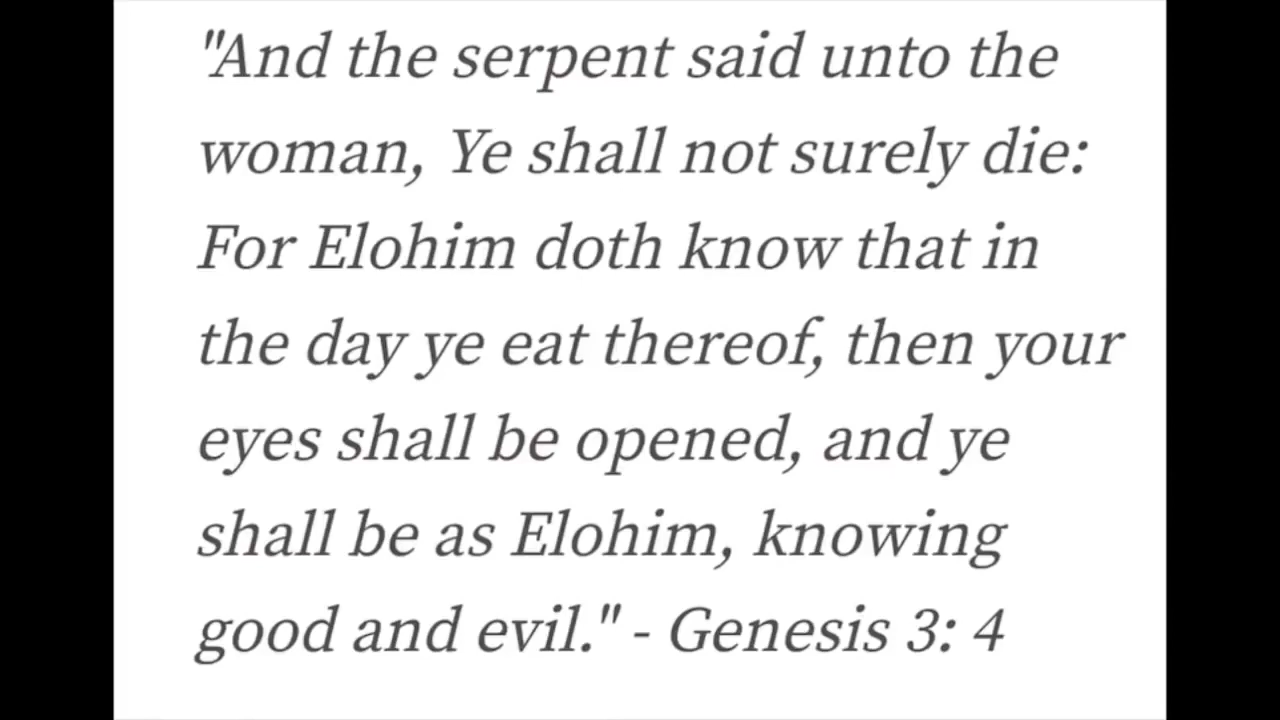 "And the serpent said unto the
woman, Ye shall not surely die:
For Elohim doth know that in
the day ye eat thereof, then your
eyes shall be opened, and ye
shall be as Elohim, knowing
good and evil." - Genesis 3: 4